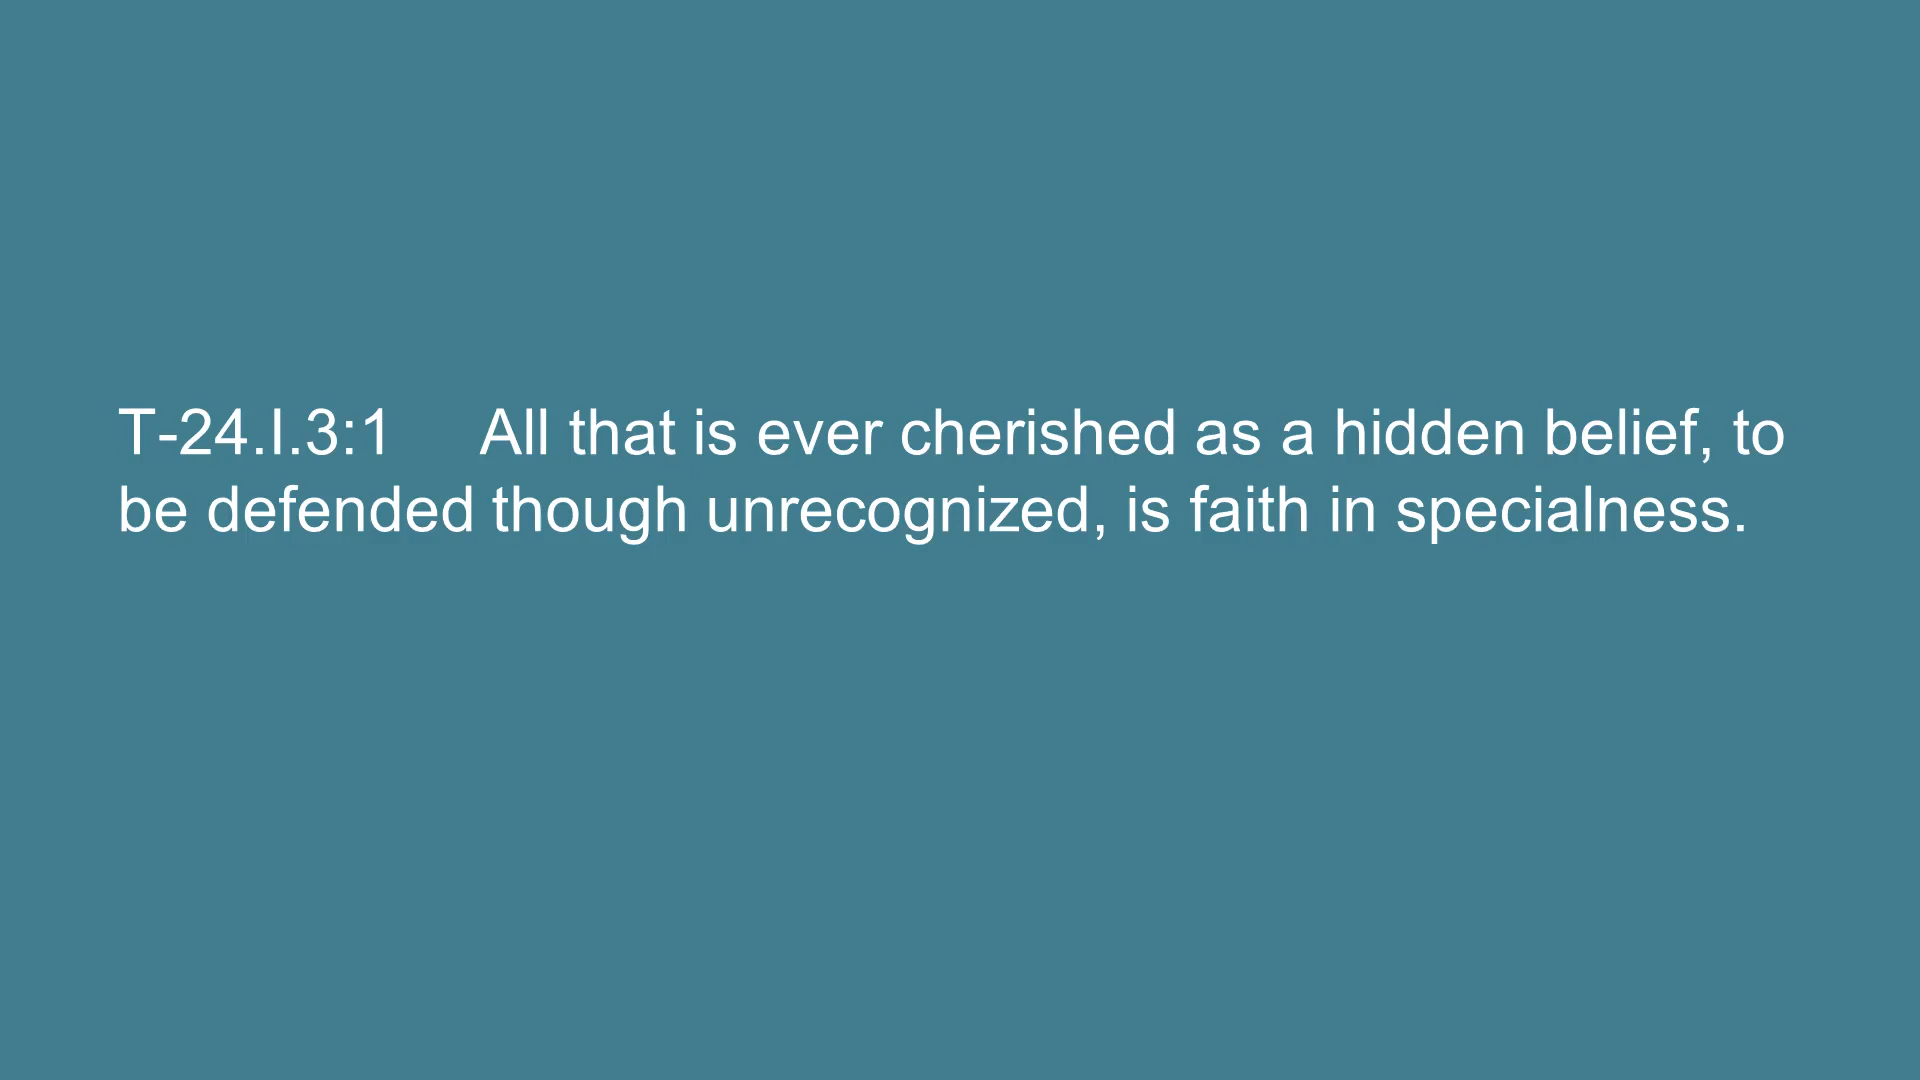 T-24.I.3:1 All that is ever cherished as a hidden belief, to
be defended though unrecognized, is faith in specialness.